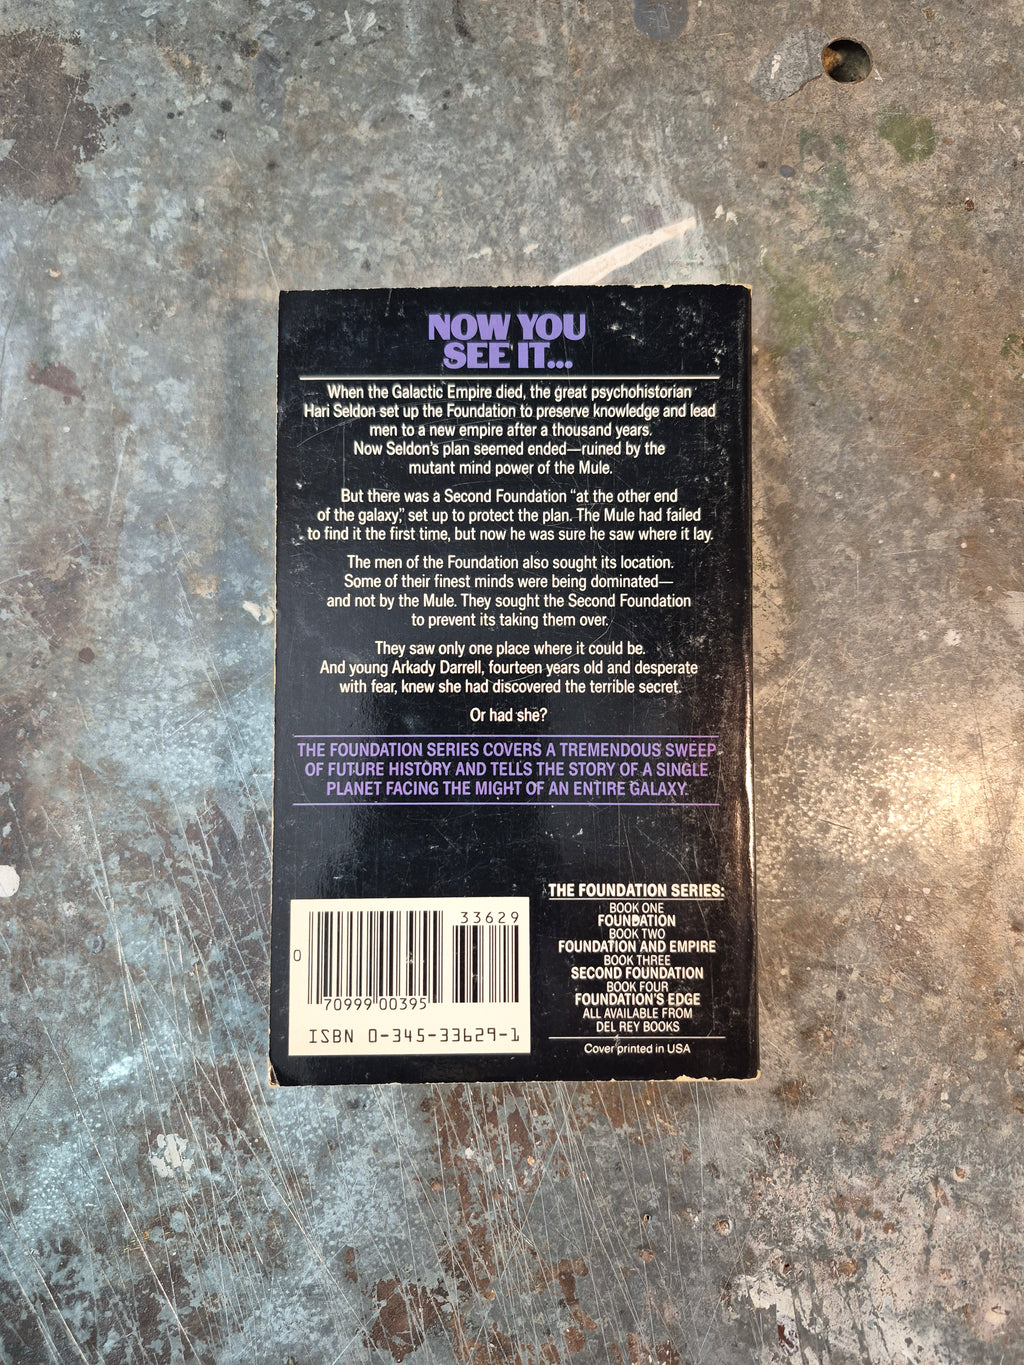 NOW YOU
SEE IT...
When the Galactic Empire died, the great psychohistorian
Hari Seldon set up the Foundation to preserve knowledge and lead
men to a new empire after a thousand years.
Now Seldon's plan seemed ended—ruined by the
mutant mind power of the Mule.
But there was a Second Foundation "at the other end
of the galaxy," set up to protect the plan. The Mule had failed
to find it the first time, but now he was sure he saw where it lay.
The men of the Foundation also sought its location.
Some of their finest minds were being dominated—
and not by the Mule. They sought the Second Foundation
to prevent its taking them over.
They saw only one place where it could be.
And young Arkady Darrell, fourteen years old and desperate
with fear, knew she had discovered the terrible secret.
Or had she?
THE FOUNDATION SERIES COVERS A TREMENDOUS SWEEP
OF FUTURE HISTORY AND TELLS THE STORY OF A SINGLE
PLANET FACING THE MIGHT OF AN ENTIRE GALAXY.
33629
0
70999 00395
ISBN 0-345-33629-1
THE FOUNDATION SERIES:
BOOK ONE
FOUNDATION
BOOK TWO
FOUNDATION AND EMPIRE
BOOK THREE
SECOND FOUNDATION
BOOK FOUR
FOUNDATION'S EDGE
ALL AVAILABLE FROM
DEL REY BOOKS
Cover printed in USA